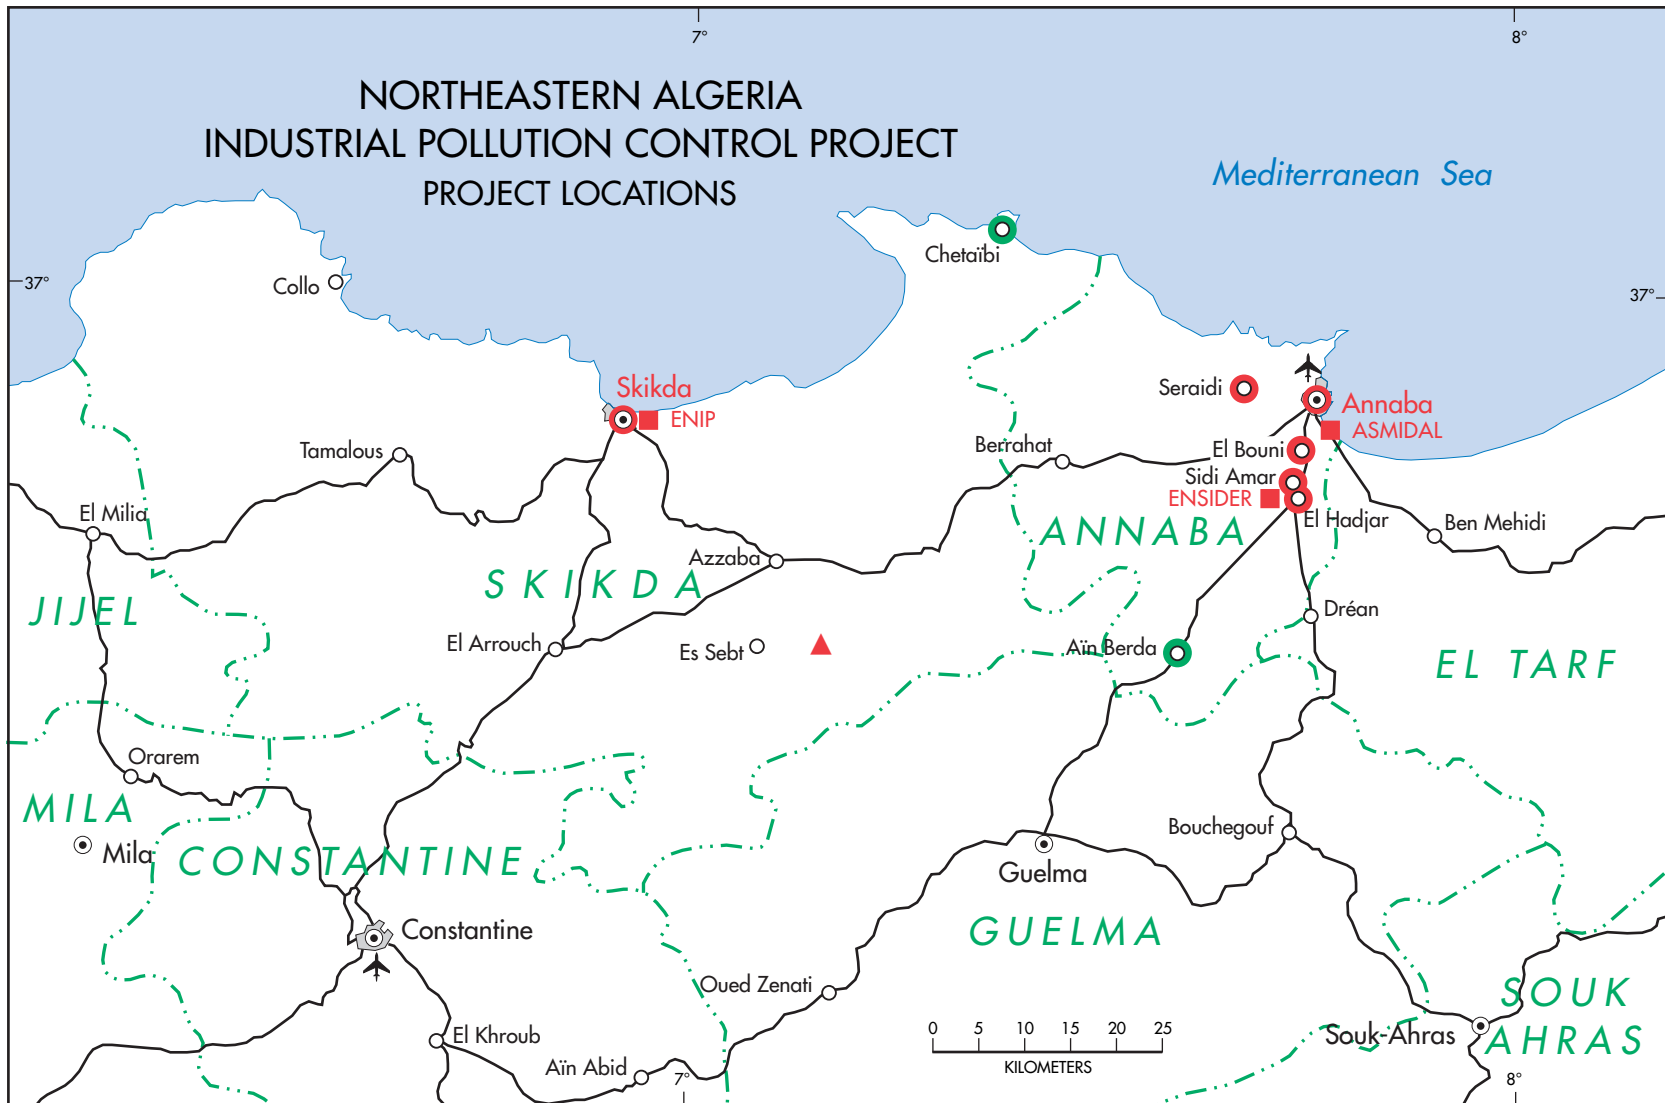 7°
8°
NORTHEASTERN ALGERIA
INDUSTRIAL POLLUTION CONTROL PROJECT
PROJECT LOCATIONS
Mediterranean Sea
Chetaïbi
37°
Collo
37°
Skikda
ENIP
Seraidi
Annaba
ASMIDAL
Tamalous
Berrahat
El Bouni
Sidi Amar
ENSIDER
El Hadjar
El Milia
ANNABA
Ben Mehidi
Azzaba
SKIKDA
JIJEL
Dréan
El Arrouch
Es Sebt
Aïn Berda
EL TARF
Orarem
MILA
Mila
CONSTANTINE
Bouchegouf
Guelma
Constantine
GUELMA
Oued Zenati
SOUK
AHRAS
El Khroub
Souk-Ahras
0 5 10 15 20 25
KILOMETERS
Aïn Abid
7°
8°